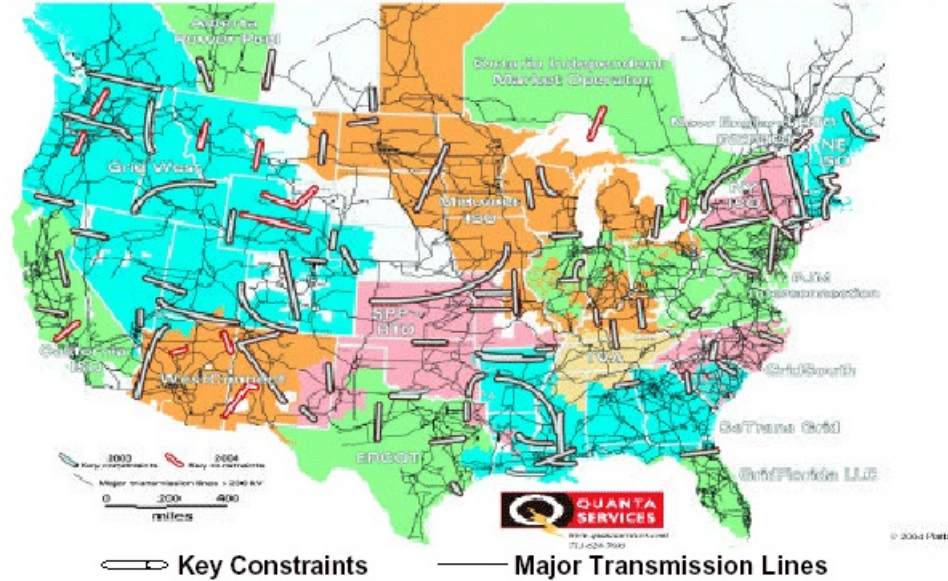 Alberta
Power Pool
Ontario Independent
Market Operator
New England RTO
NE
ISO
Grid West
NY
ISO
Midwest
ISO
PJM
Interconnection
SPP-
RTO
California
ISO
TVA
WestConnect
GridSouth
SeTrans Grid
ERCOT
GridFlorida LLC
2003
Key constraints
2004
Key constraints
Major transmission lines > 230 kV
0 200 400
miles
QUANTA
SERVICES
© 2004 Platts
Key Constraints
Major Transmission Lines